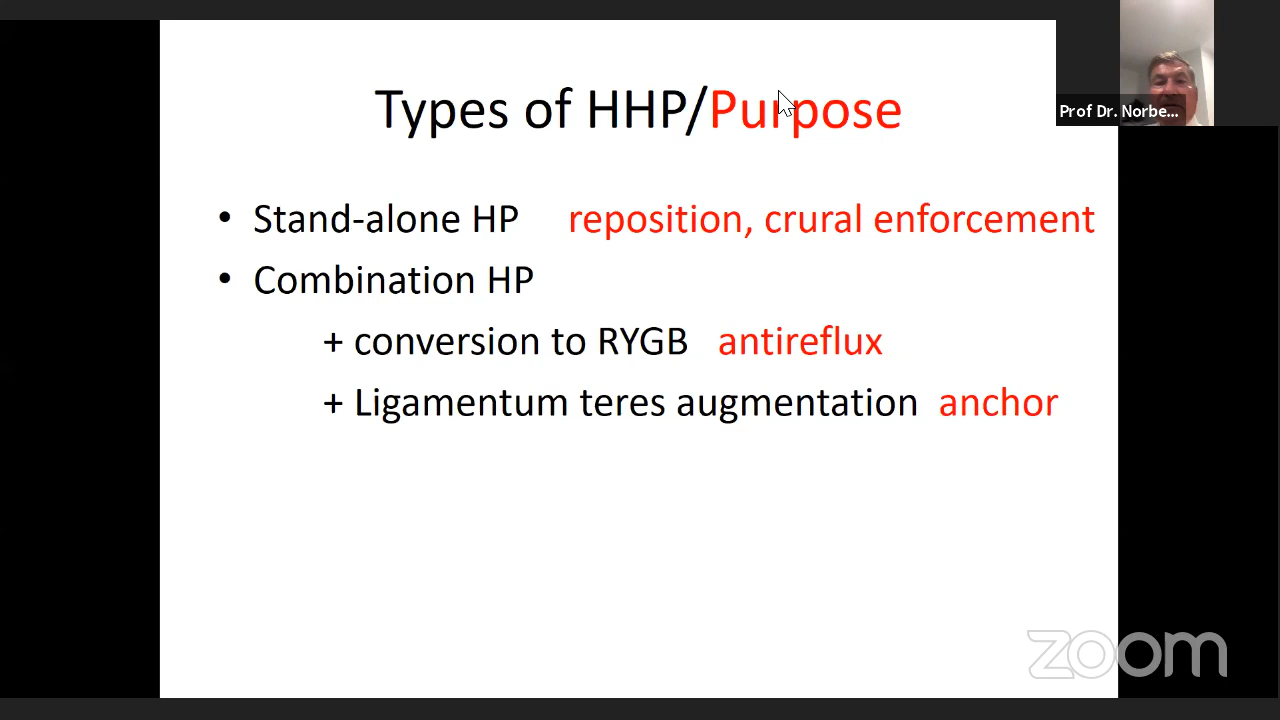 Types of HHP/Purpose
Prof Dr. Norbe...
• Stand-alone HP reposition, crural enforcement
• Combination HP
+ conversion to RYGB antireflux
+ Ligamentum teres augmentation anchor
zoom